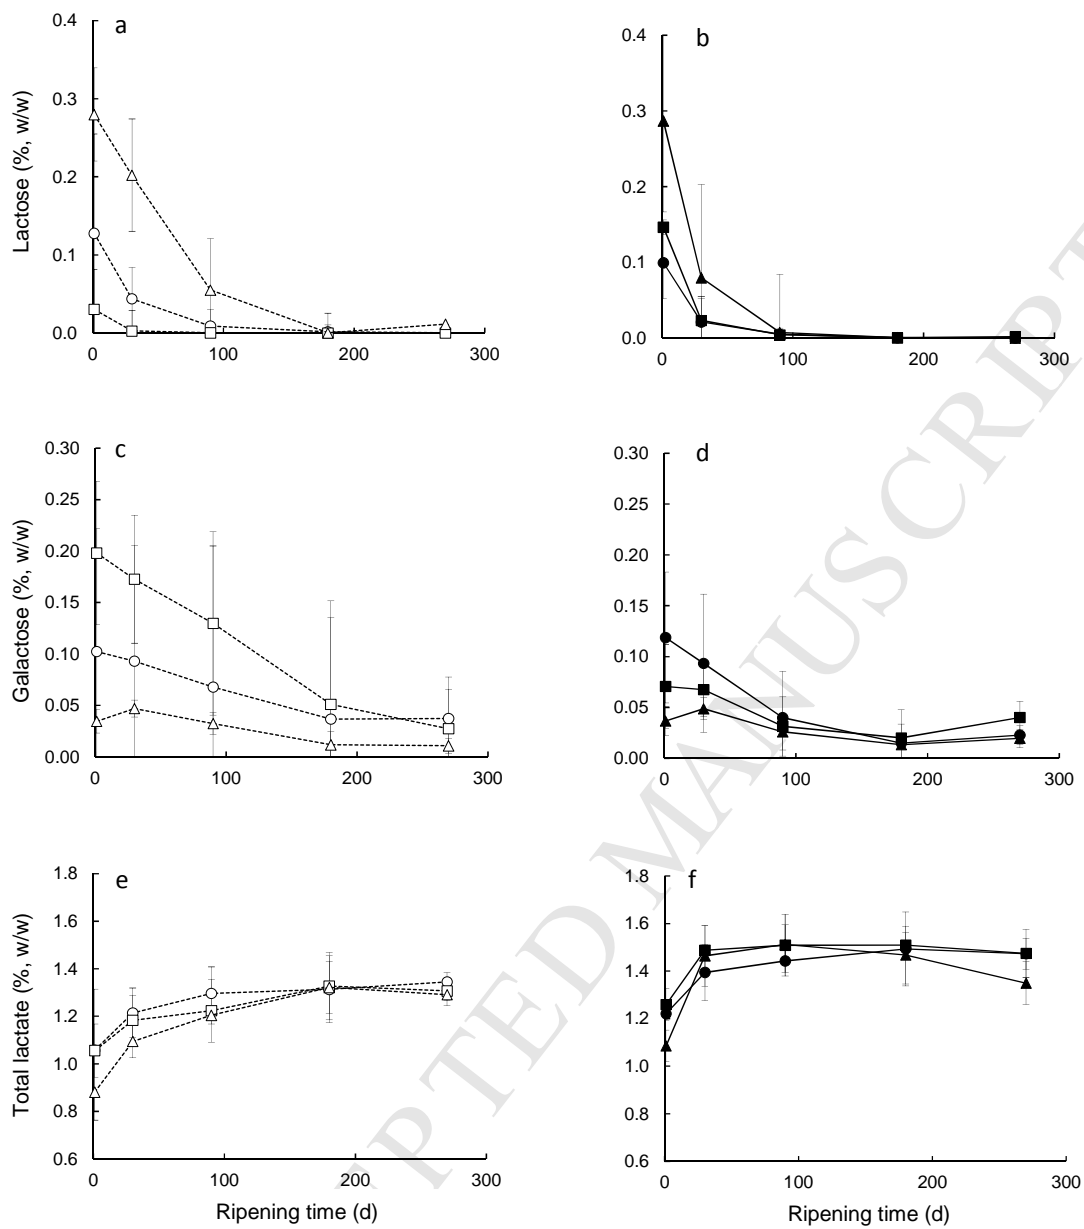 a
b
Lactose (%, w/w)
0.4
0.3
0.2
0.1
0.0
0 100 200 300
0.4
0.3
0.2
0.1
0.0
0 100 200 300
c
d
Galactose (%, w/w)
0.30
0.25
0.20
0.15
0.10
0.05
0.00
0 100 200 300
0.30
0.25
0.20
0.15
0.10
0.05
0.00
0 100 200 300
e
f
Total lactate (%, w/w)
1.8
1.6
1.4
1.2
1.0
0.8
0.6
0 100 200 300
Ripening time (d)
1.8
1.6
1.4
1.2
1.0
0.8
0.6
0 100 200 300
Ripening time (d)
PTED MANUSCRIPT